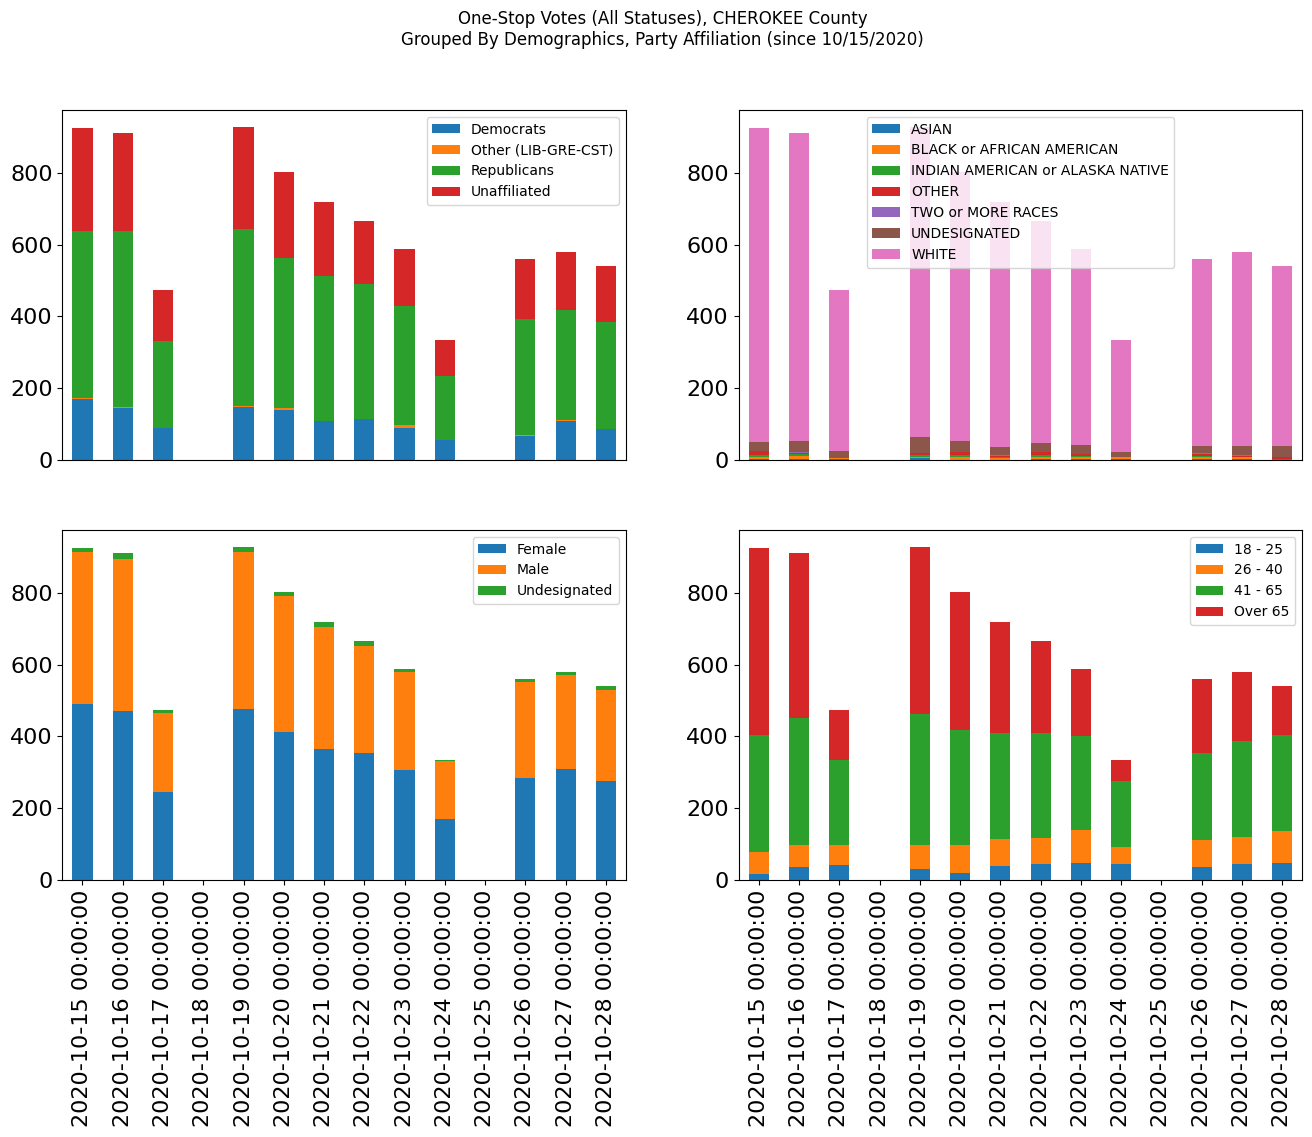 One-Stop Votes (All Statuses), CHEROKEE County
Grouped By Demographics, Party Affiliation (since 10/15/2020)
800
600
400
200
0
Democrats
Other (LIB-GRE-CST)
Republicans
Unaffiliated
800
600
400
200
0
ASIAN
BLACK or AFRICAN AMERICAN
INDIAN AMERICAN or ALASKA NATIVE
OTHER
TWO or MORE RACES
UNDESIGNATED
WHITE
800
600
400
200
0
Female
Male
Undesignated
2020-10-15 00:00:00
2020-10-16 00:00:00
2020-10-17 00:00:00
2020-10-18 00:00:00
2020-10-19 00:00:00
2020-10-20 00:00:00
2020-10-21 00:00:00
2020-10-22 00:00:00
2020-10-23 00:00:00
2020-10-24 00:00:00
2020-10-25 00:00:00
2020-10-26 00:00:00
2020-10-27 00:00:00
2020-10-28 00:00:00
800
600
400
200
0
18 - 25
26 - 40
41 - 65
Over 65
2020-10-15 00:00:00
2020-10-16 00:00:00
2020-10-17 00:00:00
2020-10-18 00:00:00
2020-10-19 00:00:00
2020-10-20 00:00:00
2020-10-21 00:00:00
2020-10-22 00:00:00
2020-10-23 00:00:00
2020-10-24 00:00:00
2020-10-25 00:00:00
2020-10-26 00:00:00
2020-10-27 00:00:00
2020-10-28 00:00:00